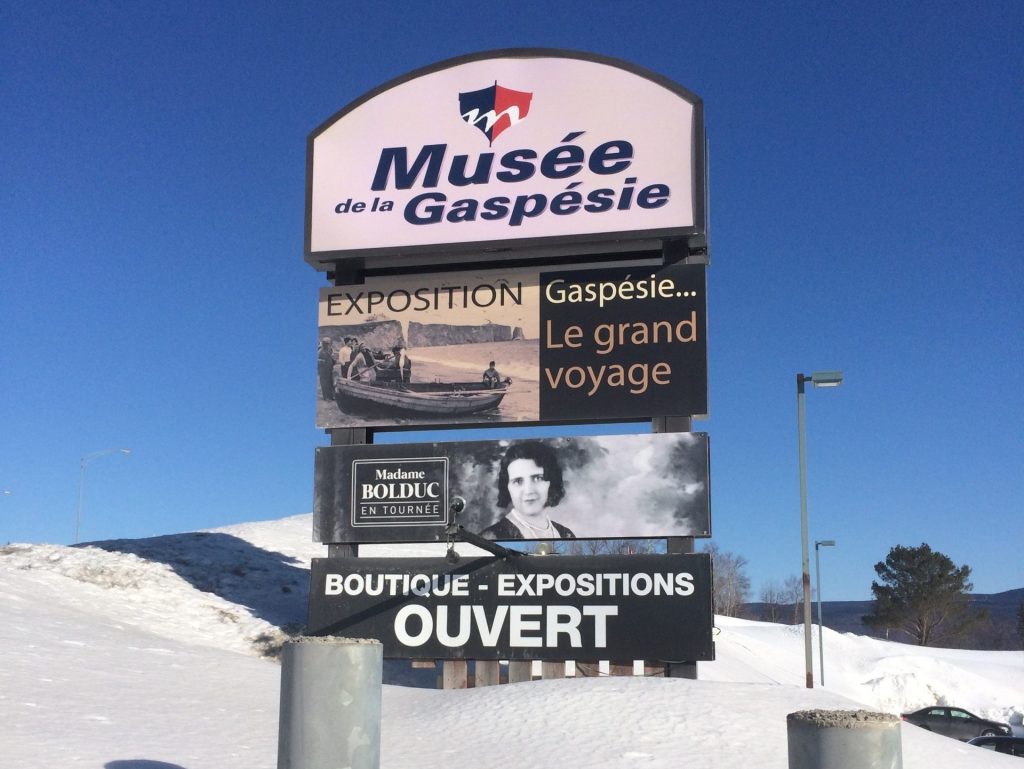 m
Musée
de la Gaspésie
EXPOSITION
Gaspésie...
Le grand
voyage
Madame
BOLDUC
EN TOURNÉE
BOUTIQUE - EXPOSITIONS
OUVERT